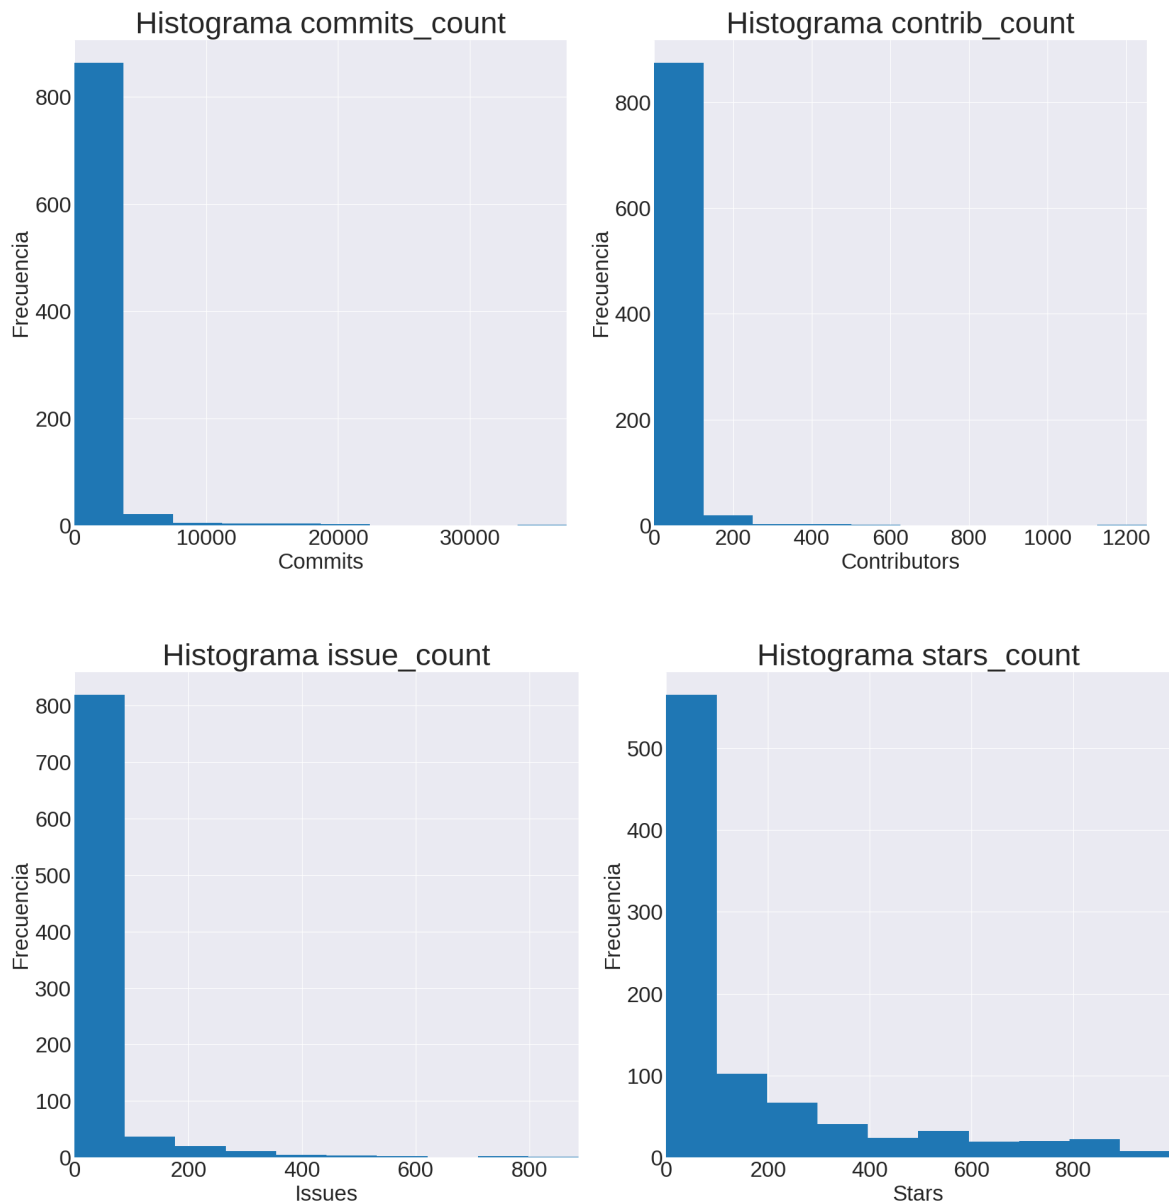 Histograma commits_count
Frecuencia
800
600
400
200
0
0 10000 20000 30000
Commits
Histograma contrib_count
Frecuencia
800
600
400
200
0
0 200 400 600 800 1000 1200
Contributors
Histograma issue_count
Frecuencia
800
700
600
500
400
300
200
100
0
0 200 400 600 800
Issues
Histograma stars_count
Frecuencia
500
400
300
200
100
0
0 200 400 600 800
Stars